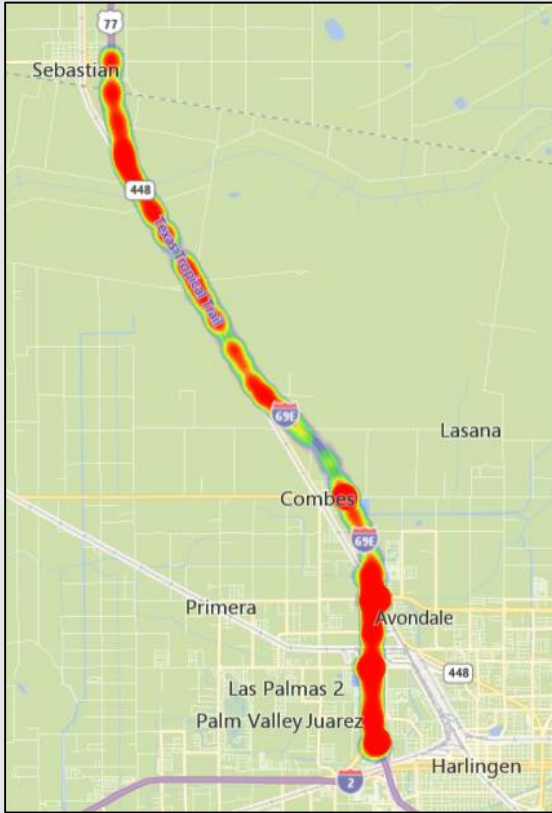 77
Sebastian
448
Texas Tropical Trail
69E
Lasana
Combes
69E
Primera
Avondale
448
Las Palmas 2
Palm Valley Juarez
Harlingen
2